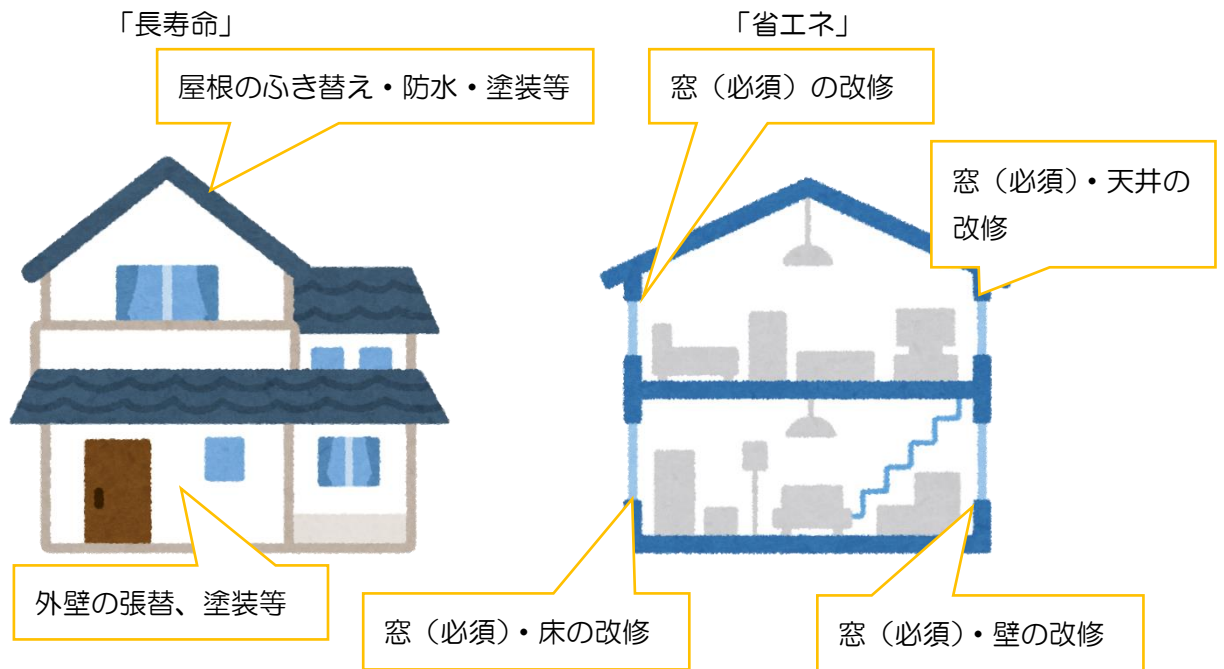 「長寿命」
「省エネ」
屋根のふき替え・防水・塗装等
窓（必須）の改修
窓（必須）・天井の
改修
外壁の張替、塗装等
窓（必須）・床の改修
窓（必須）・壁の改修